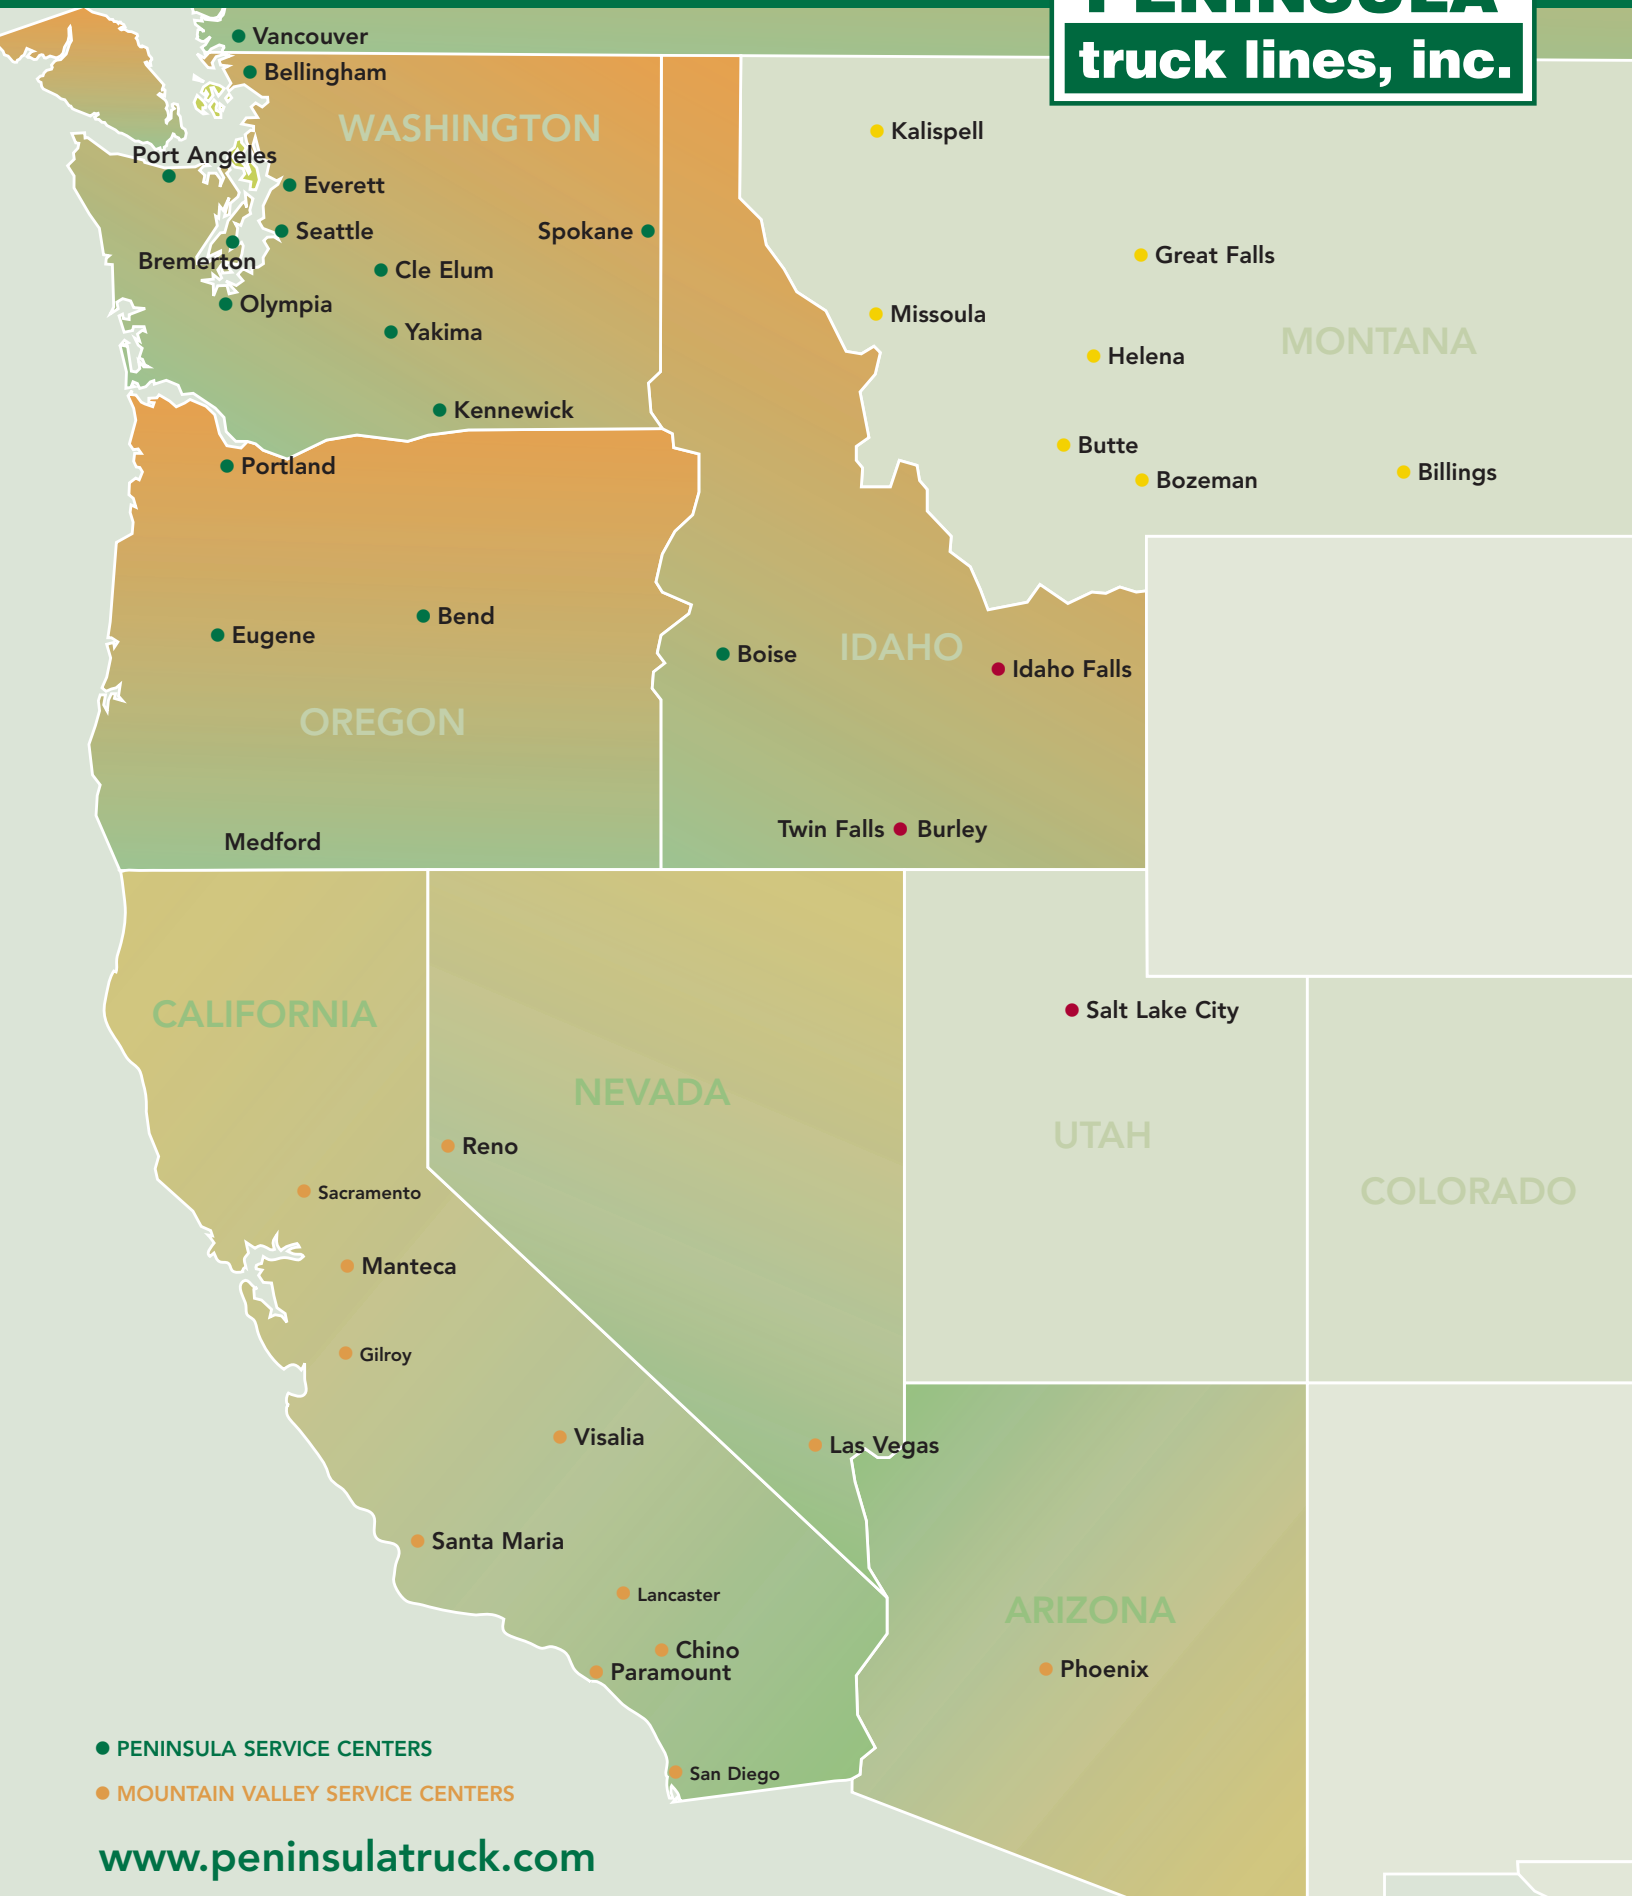 PENINSULA
truck lines, inc.
Vancouver
Bellingham
WASHINGTON
Kalispell
Port Angeles
Everett
Seattle
Spokane
Bremerton
Great Falls
Cle Elum
Olympia
Missoula
Yakima
MONTANA
Helena
Kennewick
Butte
Portland
Billings
Bozeman
Bend
Eugene
Boise
IDAHO
Idaho Falls
OREGON
Twin Falls
Burley
Medford
CALIFORNIA
Salt Lake City
NEVADA
UTAH
Reno
Sacramento
COLORADO
Manteca
Gilroy
Visalia
Las Vegas
Santa Maria
Lancaster
ARIZONA
Chino
Paramount
Phoenix
PENINSULA SERVICE CENTERS
San Diego
MOUNTAIN VALLEY SERVICE CENTERS
www.peninsulatruck.com